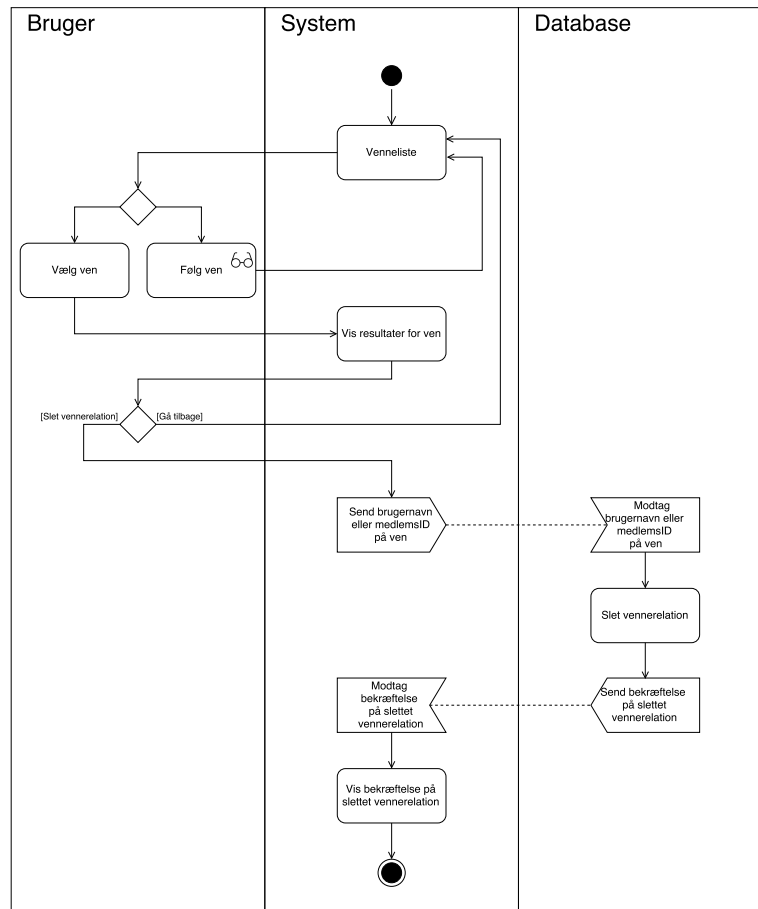 Bruger
System
Database
Venneliste
Vælg ven
Følg ven
Vis resultater for ven
[Slet vennerelation]
[Gå tilbage]
Send brugernavn
eller medlemsID
på ven
Modtag
brugernavn eller
medlemsID
på ven
Slet vennerelation
Modtag
bekræftelse
på slettet
vennerelation
Send bekræftelse
på slettet
vennerelation
Vis bekræftelse på
slettet vennerelation